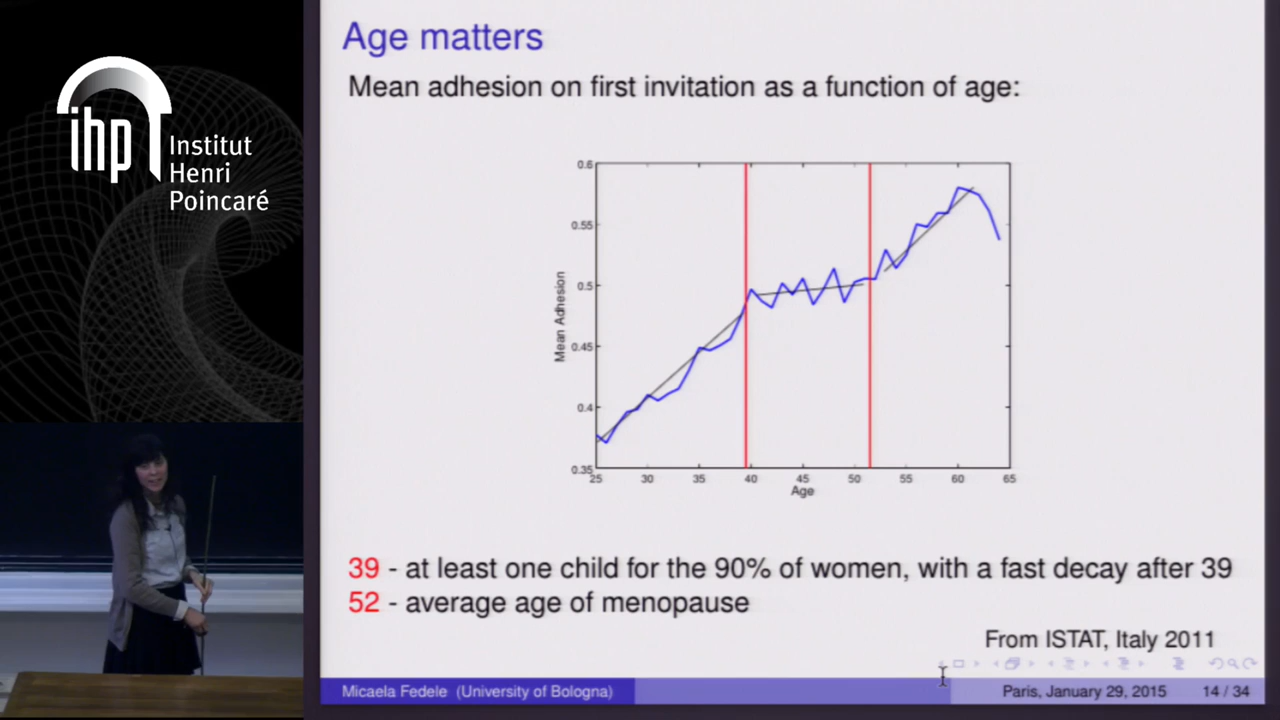 ihp
Institut
Henri
Poincaré
Age matters
Mean adhesion on first invitation as a function of age:
0.6
0.55
0.5
0.45
0.4
0.35
Mean Adhesion
25 30 35 40 45 50 55 60 65
Age
39 - at least one child for the 90% of women, with a fast decay after 39
52 - average age of menopause
From ISTAT, Italy 2011
Micaela Fedele (University of Bologna) Paris, January 29, 2015 14 / 34